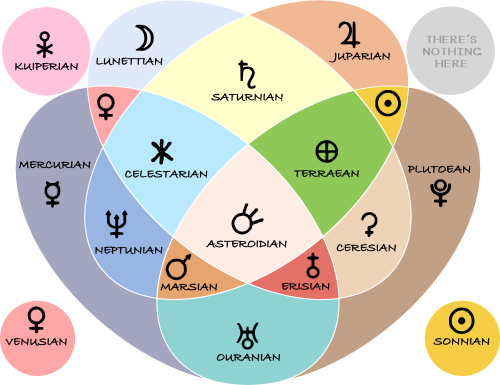 THERE'S
NOTHING
HERE
KUIPERIAN
LUNETTIAN
JUPARIAN
SATURNIAN
MERCURIAN
CELESTARIAN
TERRAEAN
PLUTOEAN
NEPTUNIAN
ASTEROIDIAN
CERESIAN
MARSIAN
ERISIAN
VENUSIAN
OURANIAN
SONNIAN